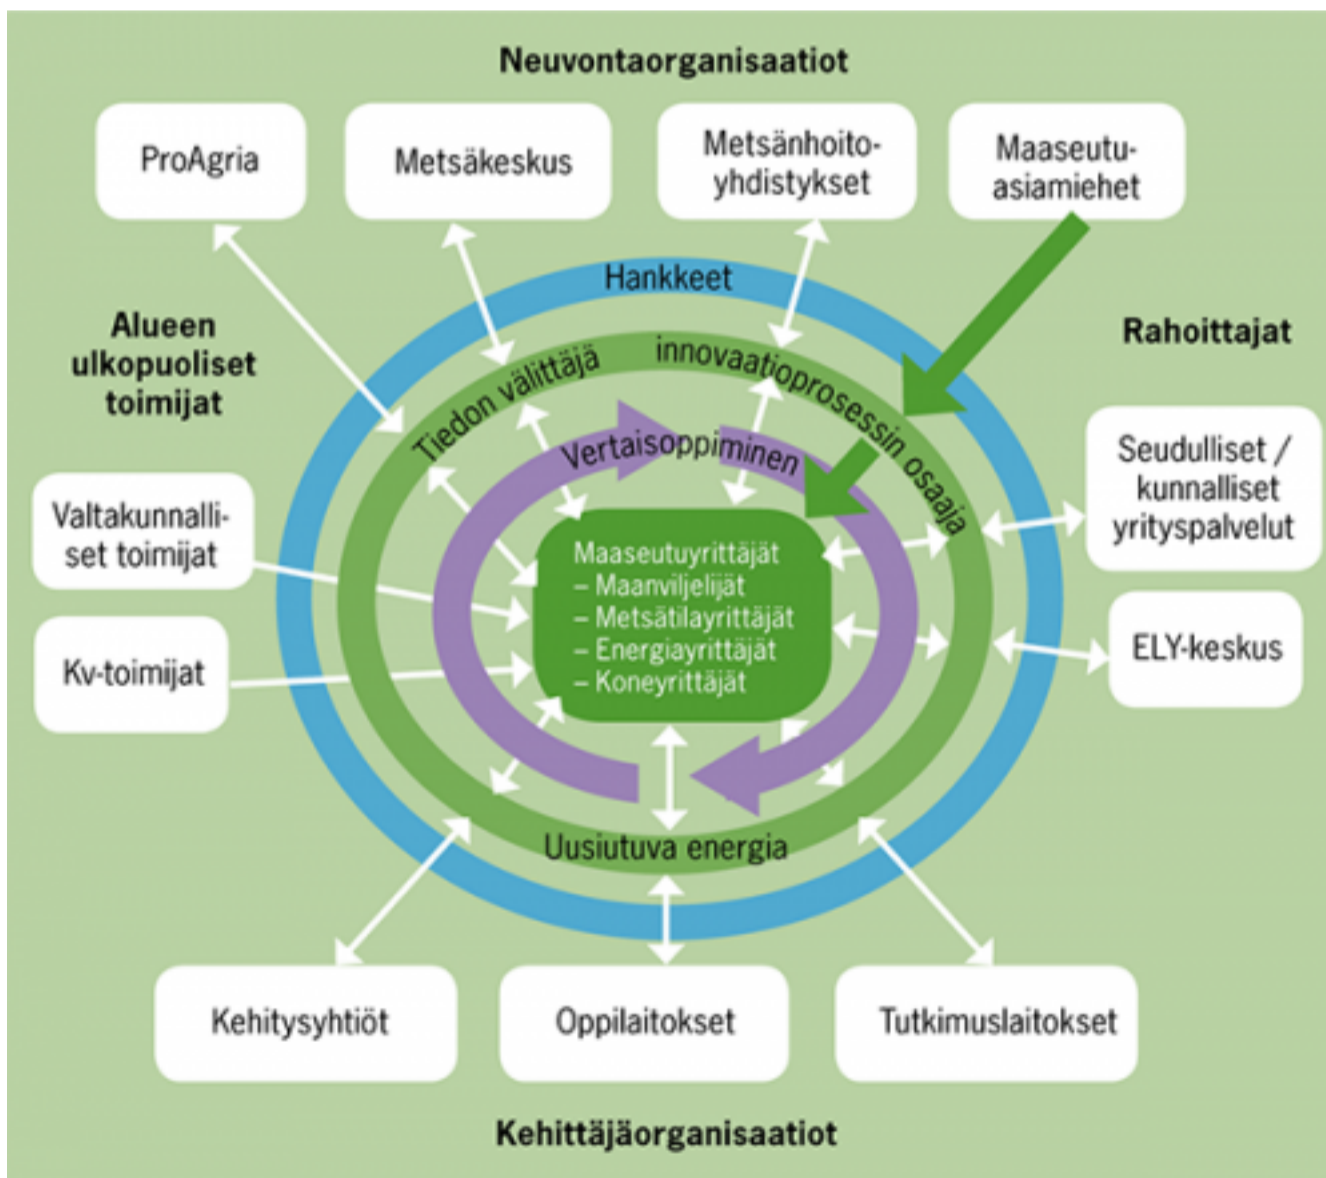 Neuvontaorganisaatiot
ProAgria
Metsäkeskus
Metsänhoito-
yhdistykset
Maaseutu-
asiamiehet
Hankkeet
Alueen
ulkopuoliset
toimijat
Rahoittajat
Tiedon välittäjä
innovaatioprosessin osaaja
Vertaisoppiminen
Seudulliset /
kunnalliset
yrityspalvelut
Valtakunnalli-
set toimijat
Maaseutuyrittäjät
– Maanviljelijät
– Metsätilayrittäjät
– Energiayrittäjät
– Koneyrittäjät
ELY-keskus
Kv-toimijat
Uusiutuva energia
Kehitysyhtiöt
Oppilaitokset
Tutkimuslaitokset
Kehittäjäorganisaatiot